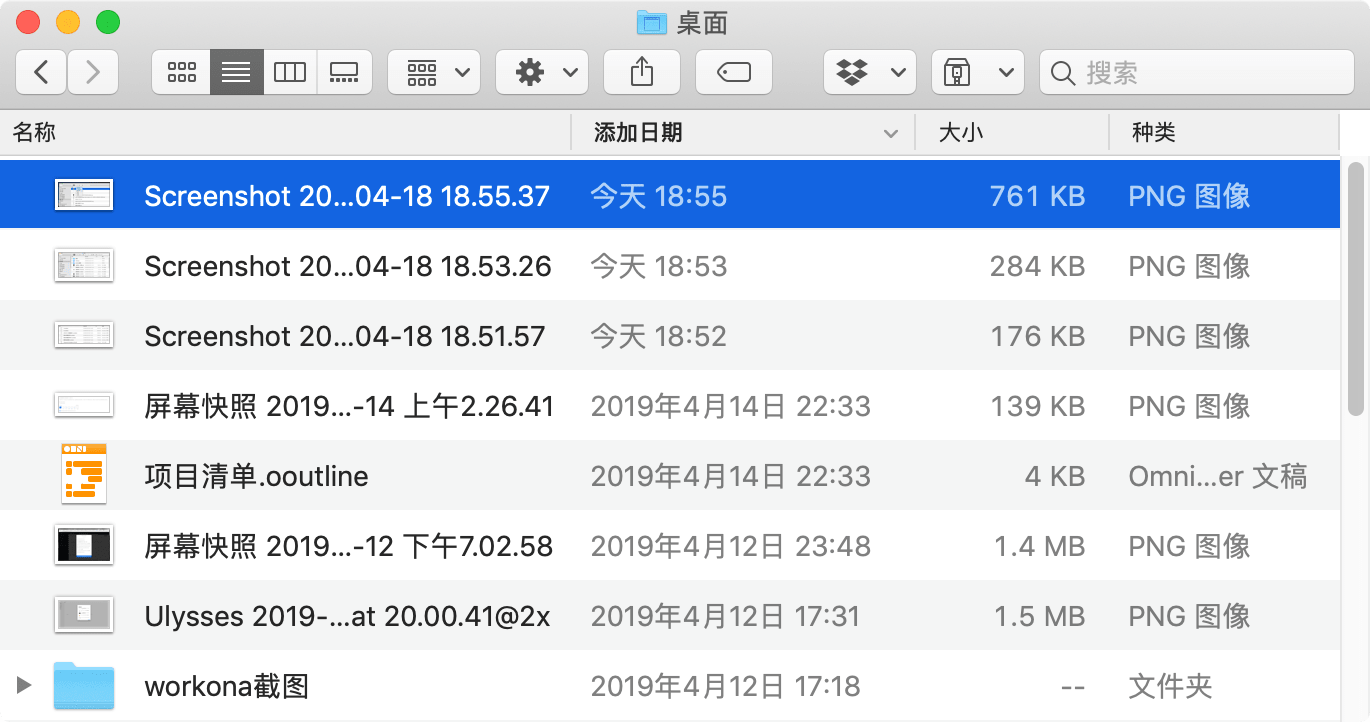 桌面
搜索
名称 添加日期 大小 种类
Screenshot 20...04-18 18.55.37 今天 18:55 761 KB PNG 图像
Screenshot 20...04-18 18.53.26 今天 18:53 284 KB PNG 图像
Screenshot 20...04-18 18.51.57 今天 18:52 176 KB PNG 图像
屏幕快照 2019...-14 上午2.26.41 2019年4月14日 22:33 139 KB PNG 图像
项目清单.ooutline 2019年4月14日 22:33 4 KB Omni...er 文稿
屏幕快照 2019...-12 下午7.02.58 2019年4月12日 23:48 1.4 MB PNG 图像
Ulysses 2019-...at 20.00.41@2x 2019年4月12日 17:31 1.5 MB PNG 图像
workona截图 2019年4月12日 17:18 -- 文件夹